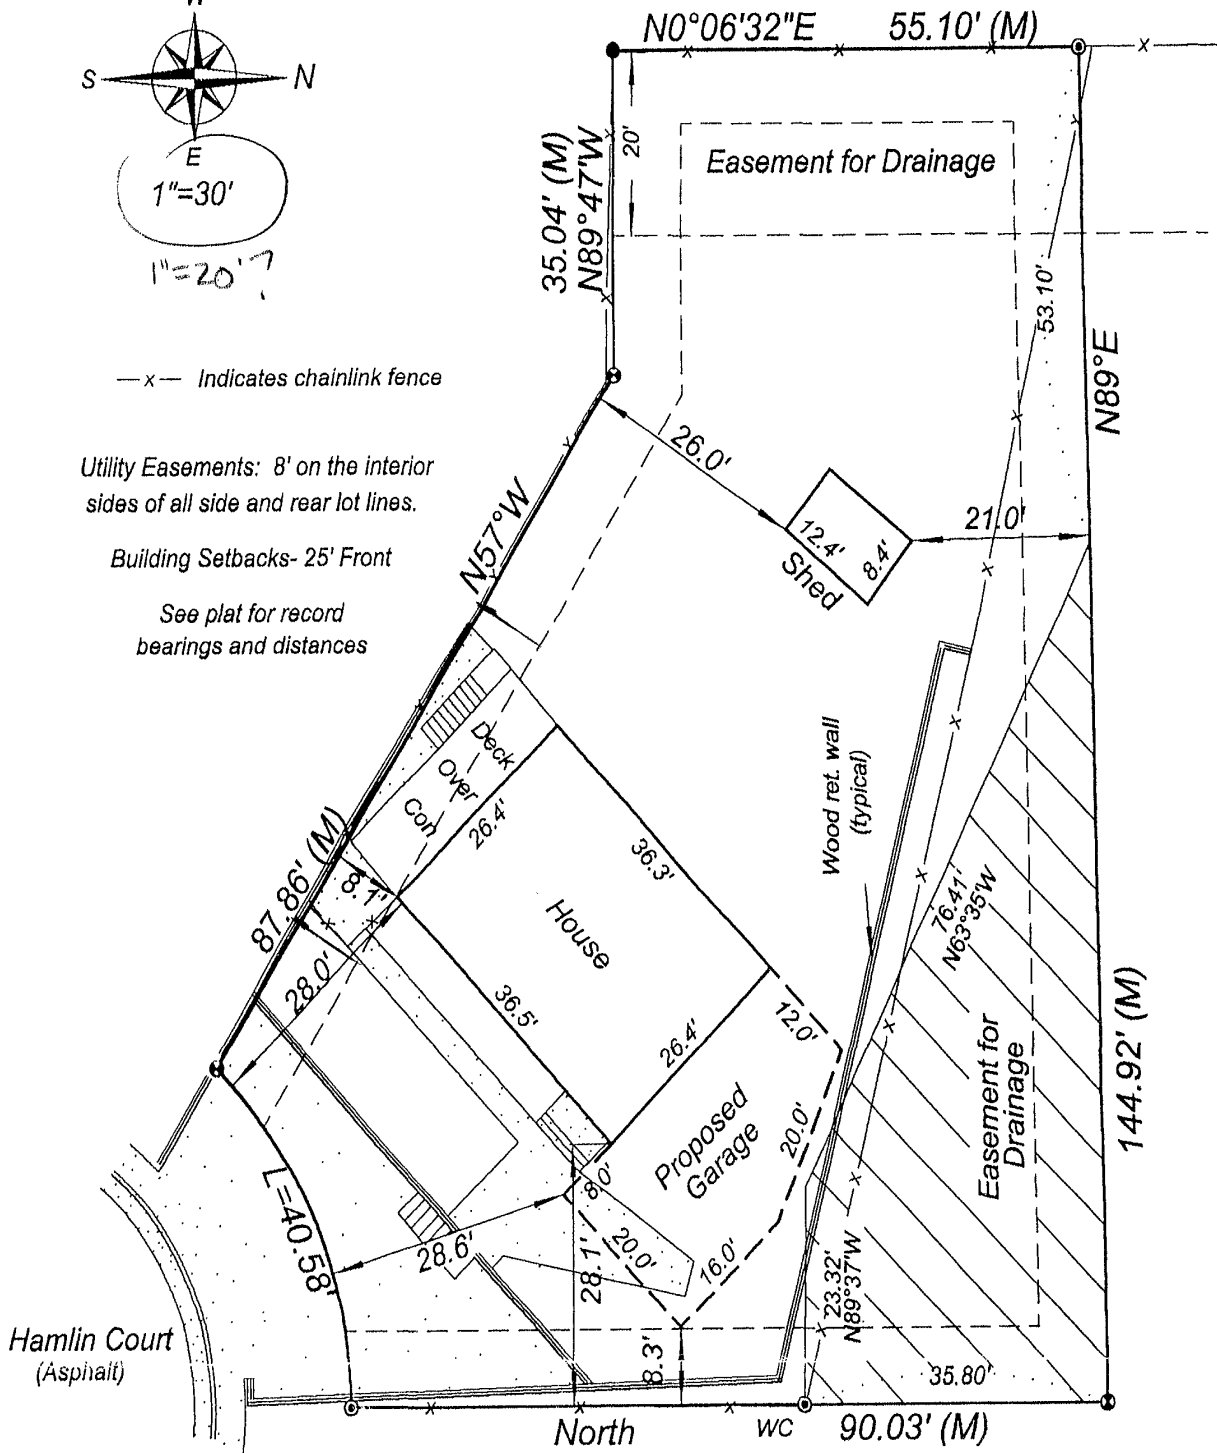 N0°06'32"E 55.10' (M)
S N
E
1"=30'
1"=20'?
35.04' (M)
N89°47'W
20'
Easement for Drainage
53.10'
N89°E
—x— Indicates chainlink fence
Utility Easements: 8' on the interior
sides of all side and rear lot lines.
Building Setbacks- 25' Front
See plat for record
bearings and distances
26.0'
12.4'
8.4'
Shed
21.0'
N57°W
87.86' (M)
Deck
Over
Con
26.4'
36.3'
8.1'
House
28.0'
36.5'
26.4'
12.0'
Wood ret. wall
(typical)
76.41'
N63°35'W
Easement for
Drainage
144.92' (M)
Proposed
Garage
20.0'
8.0'
20.0'
16.0'
28.6'
28.1'
L=40.58'
23.32'
N89°37'W
8.3'
35.80'
Hamlin Court
(Asphalt)
North WC 90.03' (M)